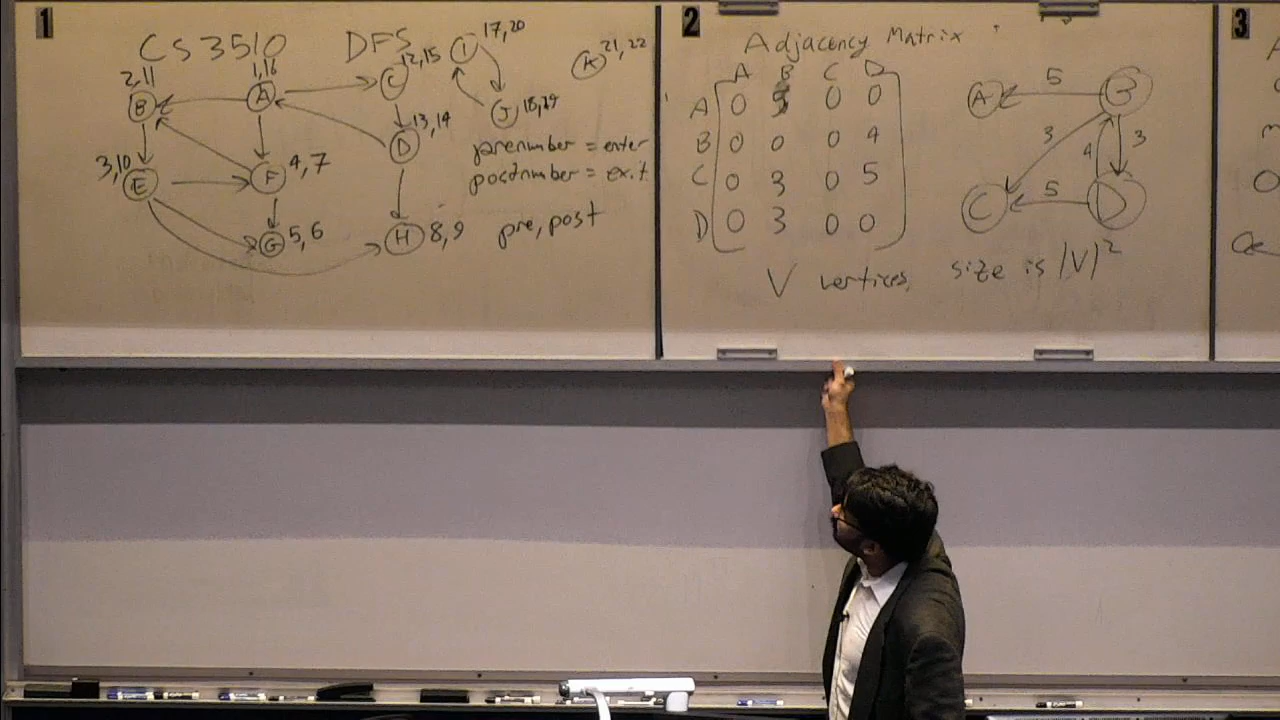 1
CS 3510 DFS
I 17,20
K 21,22
2,11
B
1,16
A
C 12,15
J 18,19
D 13,14
prenumber = enter
postnumber = exit
3,10 E
F 4,7
G 5,6
H 8,9
pre, post
2
Adjacency Matrix
A B C D
A 0 0 0
B 0 0 0 4
C 0 3 0 5
D 0 3 0 0
V vertices, size is |V|²
A 5 B
3 4 3
C 5 D
3